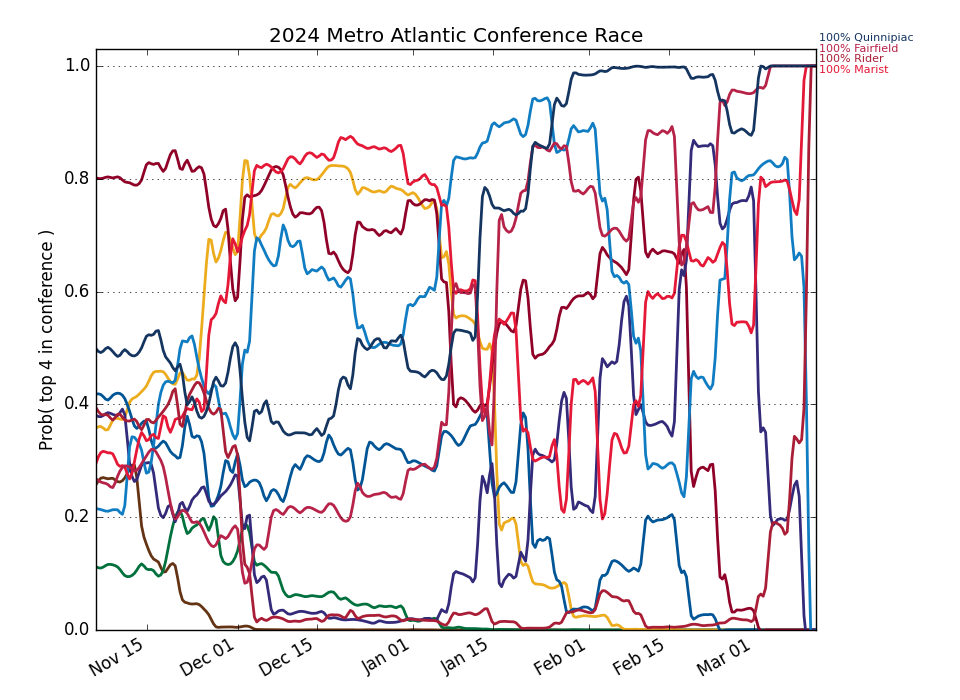 2024 Metro Atlantic Conference Race
100% Quinnipiac
100% Fairfield
100% Rider
100% Marist
Prob( top 4 in conference )
1.0
0.8
0.6
0.4
0.2
0.0
Nov 15
Dec 01
Dec 15
Jan 01
Jan 15
Feb 01
Feb 15
Mar 01